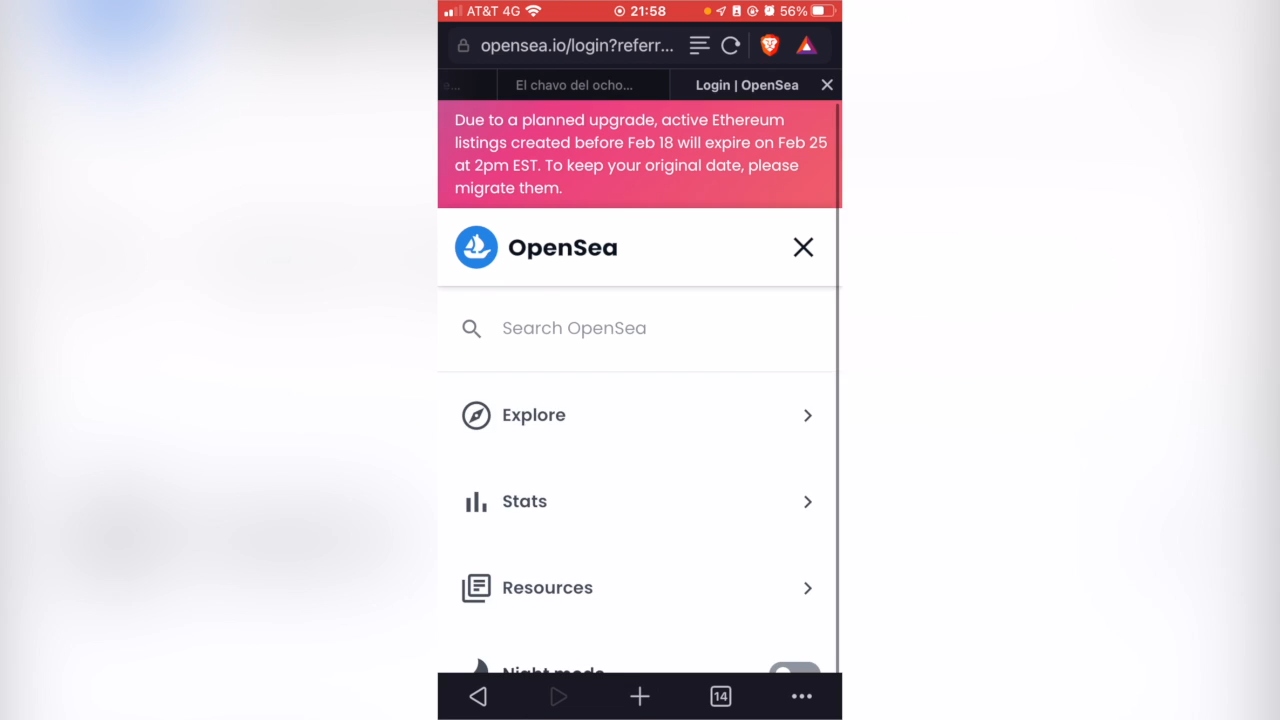 AT&T 4G 21:58 56%
opensea.io/login?referr...
e... El chavo del ocho... Login | OpenSea
Due to a planned upgrade, active Ethereum
listings created before Feb 18 will expire on Feb 25
at 2pm EST. To keep your original date, please
migrate them.
OpenSea
Search OpenSea
Explore
Stats
Resources
Night mode
14